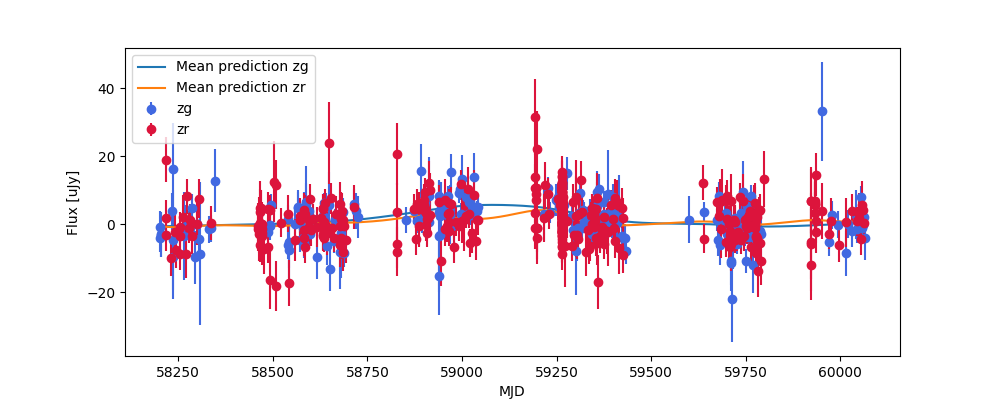 Mean prediction zg
Mean prediction zr
zg
zr
Flux [uJy]
40
20
0
−20
58250 58500 58750 59000 59250 59500 59750 60000
MJD